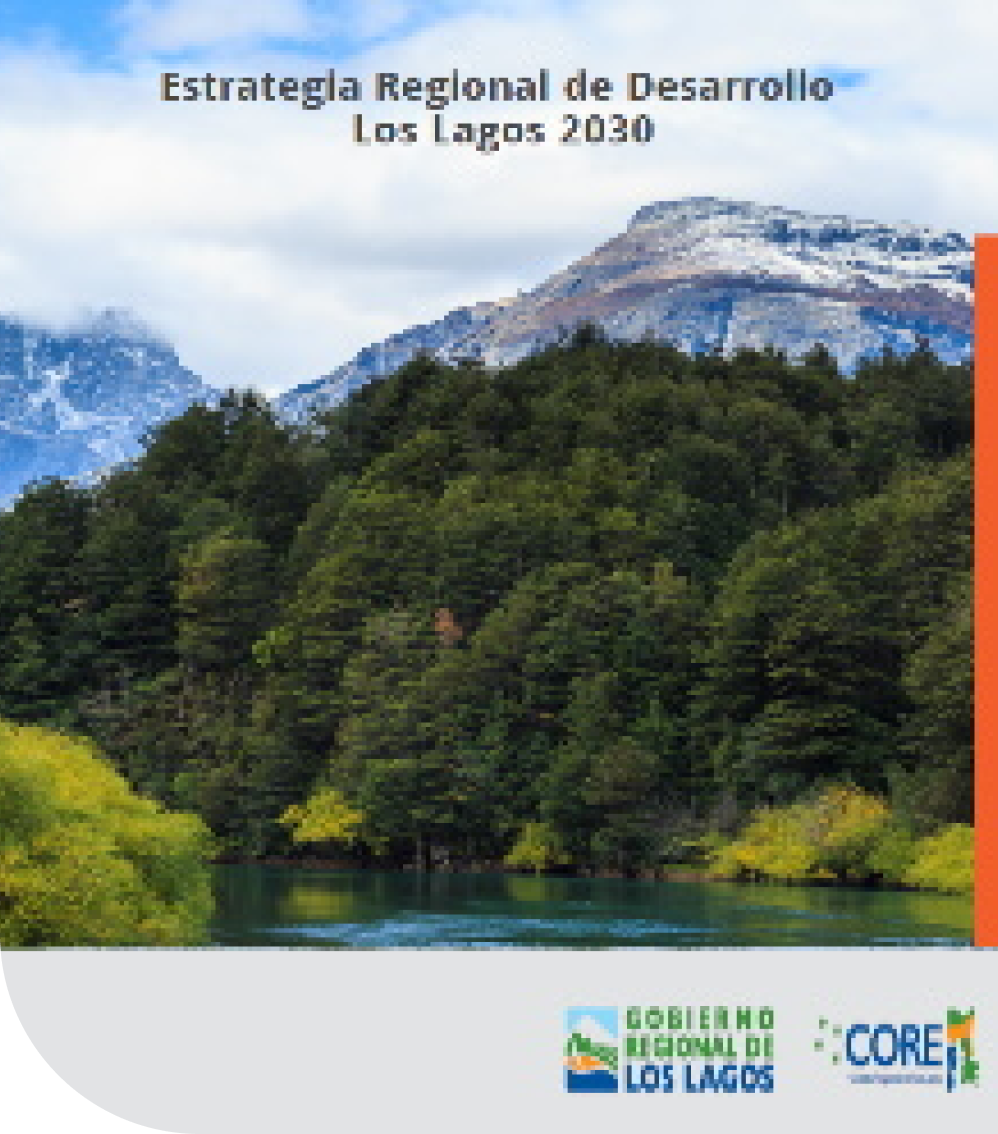 Estrategia Regional de Desarrollo
Los Lagos 2030
GOBIERNO
REGIONAL DE
LOS LAGOS
CORE